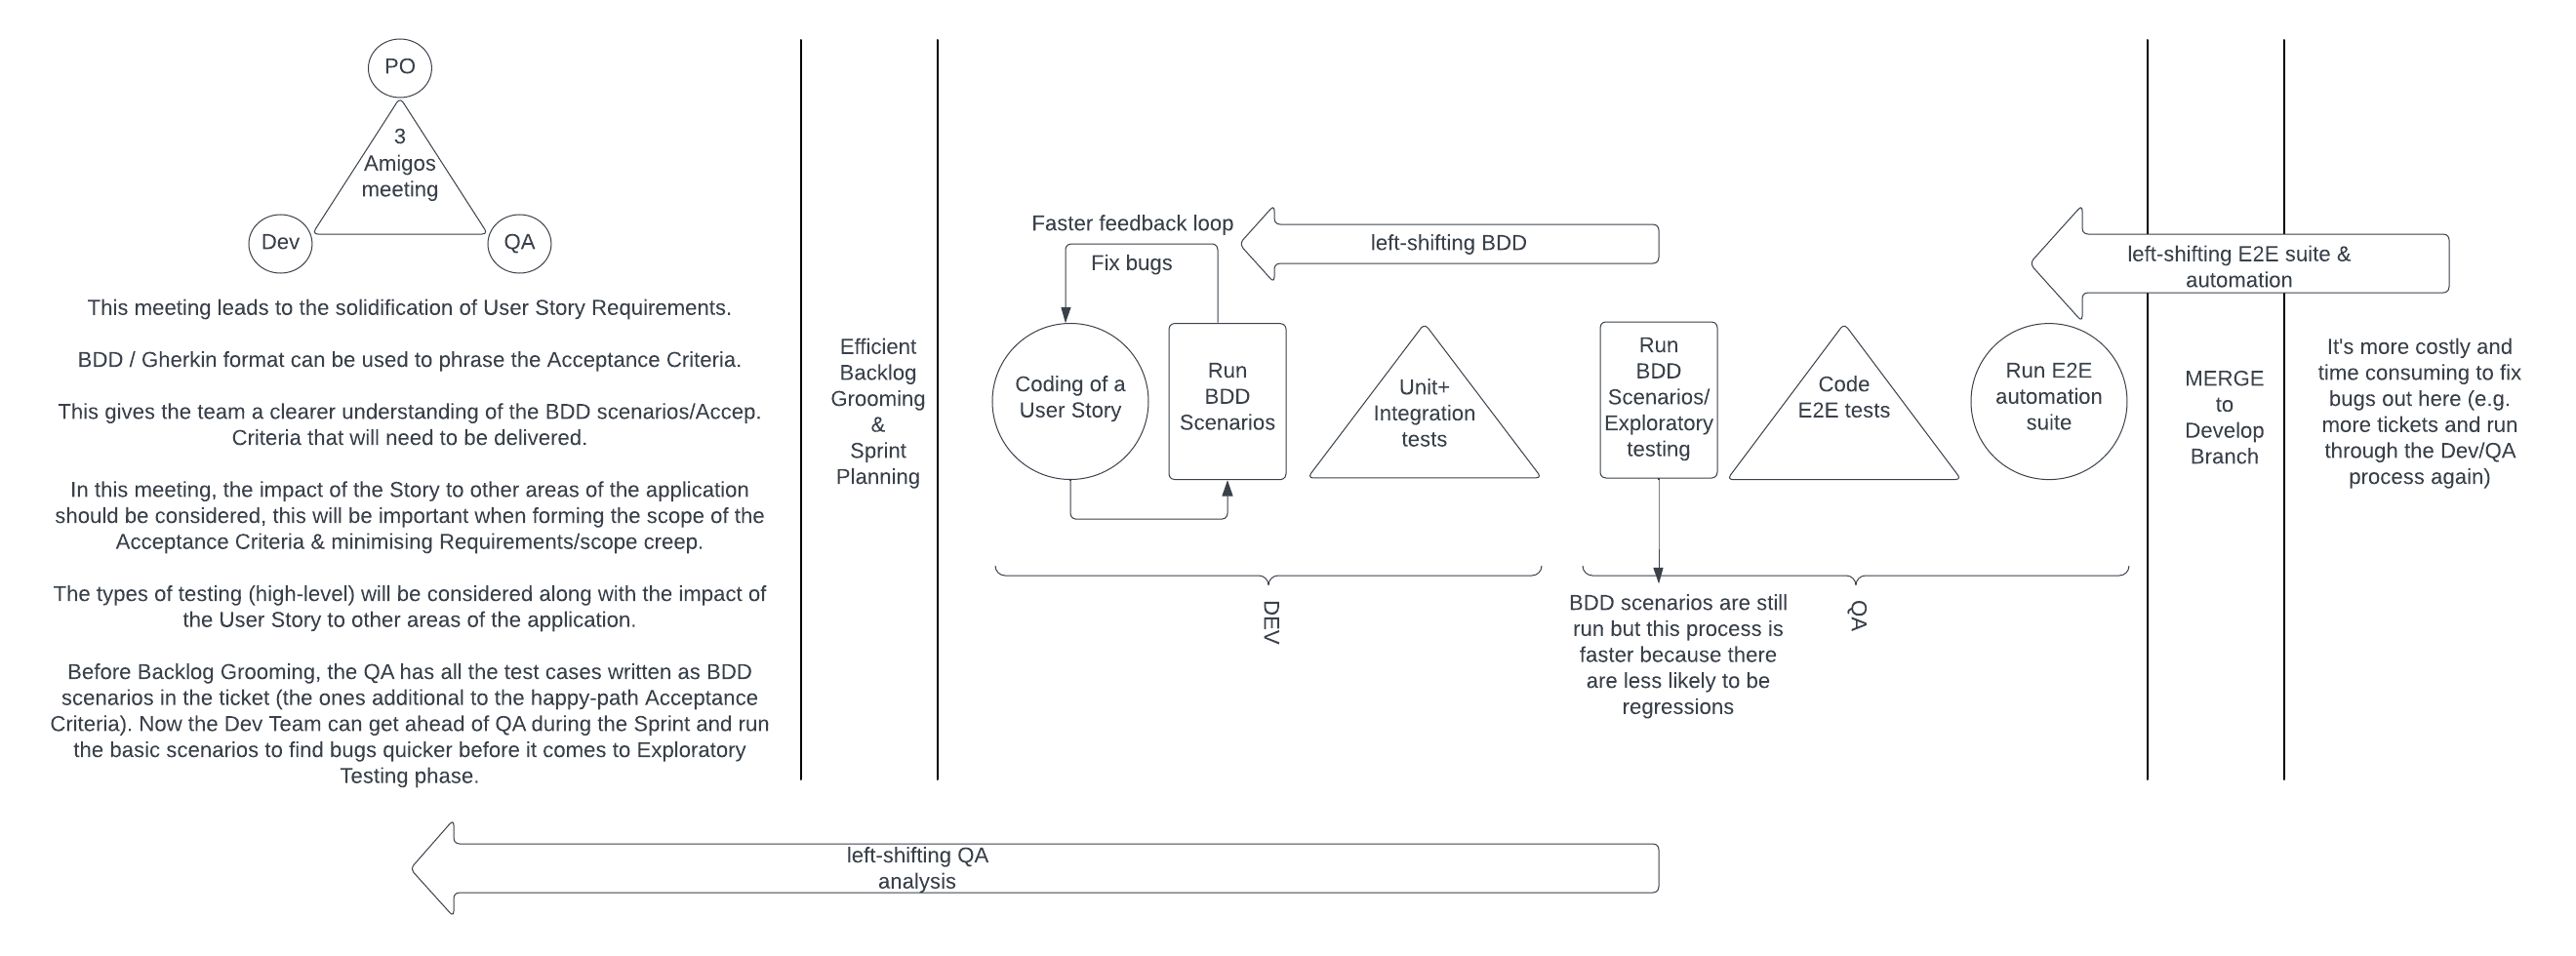 PO
3
Amigos
meeting
Dev
QA
This meeting leads to the solidification of User Story Requirements.
BDD / Gherkin format can be used to phrase the Acceptance Criteria.
This gives the team a clearer understanding of the BDD scenarios/Accep.
Criteria that will need to be delivered.
In this meeting, the impact of the Story to other areas of the application
should be considered, this will be important when forming the scope of the
Acceptance Criteria & minimising Requirements/scope creep.
The types of testing (high-level) will be considered along with the impact of
the User Story to other areas of the application.
Before Backlog Grooming, the QA has all the test cases written as BDD
scenarios in the ticket (the ones additional to the happy-path Acceptance
Criteria). Now the Dev Team can get ahead of QA during the Sprint and run
the basic scenarios to find bugs quicker before it comes to Exploratory
Testing phase.
Efficient
Backlog
Grooming
&
Sprint
Planning
Faster feedback loop
Fix bugs
left-shifting BDD
Coding of a
User Story
Run
BDD
Scenarios
Unit+
Integration
tests
DEV
Run
BDD
Scenarios/
Exploratory
testing
Code
E2E tests
Run E2E
automation
suite
BDD scenarios are still
run but this process is
faster because there
are less likely to be
regressions
QA
left-shifting E2E suite &
automation
MERGE
to
Develop
Branch
It's more costly and
time consuming to fix
bugs out here (e.g.
more tickets and run
through the Dev/QA
process again)
left-shifting QA
analysis